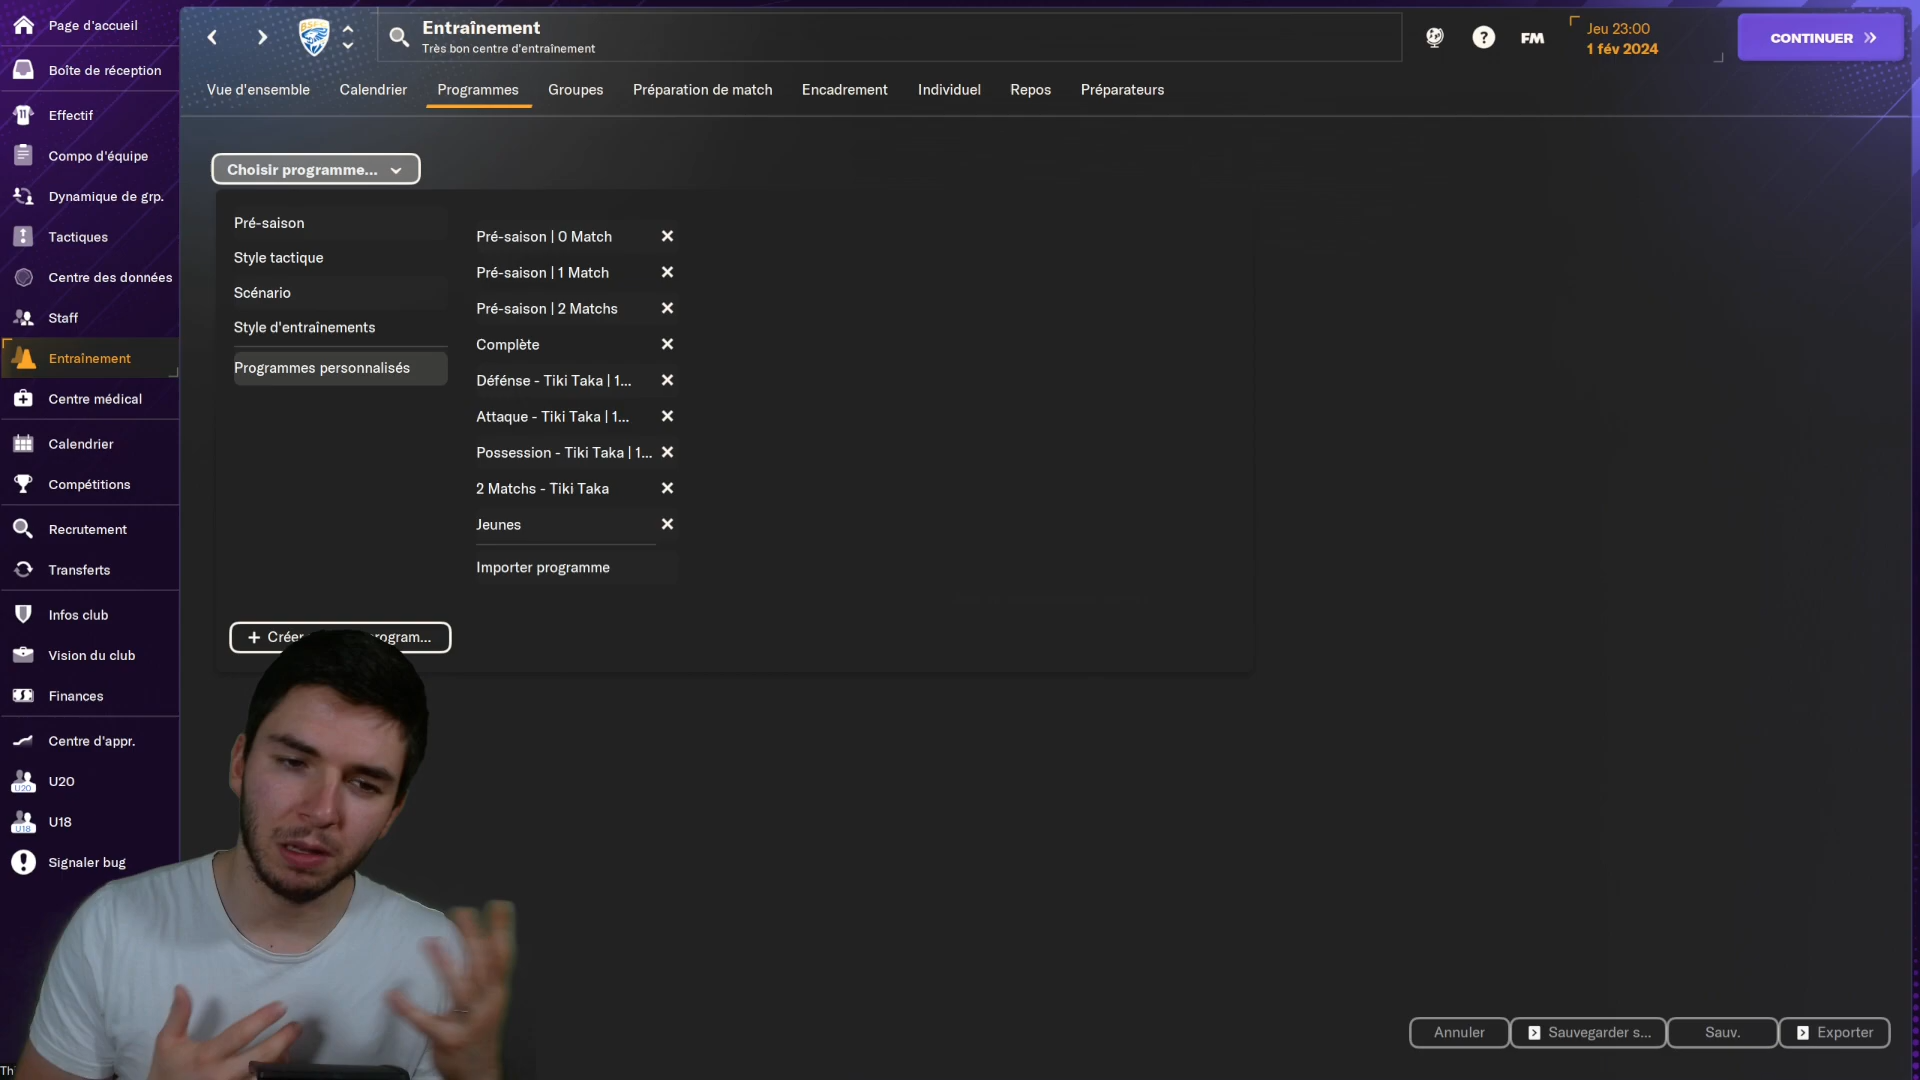 Page d'accueil
Boîte de réception
Effectif
Compo d'équipe
Dynamique de grp.
Tactiques
Centre des données
Staff
Entraînement
Centre médical
Calendrier
Compétitions
Recrutement
Transferts
Infos club
Vision du club
Finances
Centre d'appr.
U20
U20
U18
U18
Signaler bug
Th
Entraînement
Très bon centre d'entraînement
?
FM
Jeu 23:00
1 fév 2024
CONTINUER
Vue d'ensemble
Calendrier
Programmes
Groupes
Préparation de match
Encadrement
Individuel
Repos
Préparateurs
Choisir programme...
Pré-saison
Style tactique
Scénario
Style d'entraînements
Programmes personnalisés
Pré-saison | 0 Match
Pré-saison | 1 Match
Pré-saison | 2 Matchs
Complète
Défénse - Tiki Taka | 1...
Attaque - Tiki Taka | 1...
Possession - Tiki Taka | 1...
2 Matchs - Tiki Taka
Jeunes
Importer programme
+ Créer program...
Annuler
Sauvegarder s...
Sauv.
Exporter